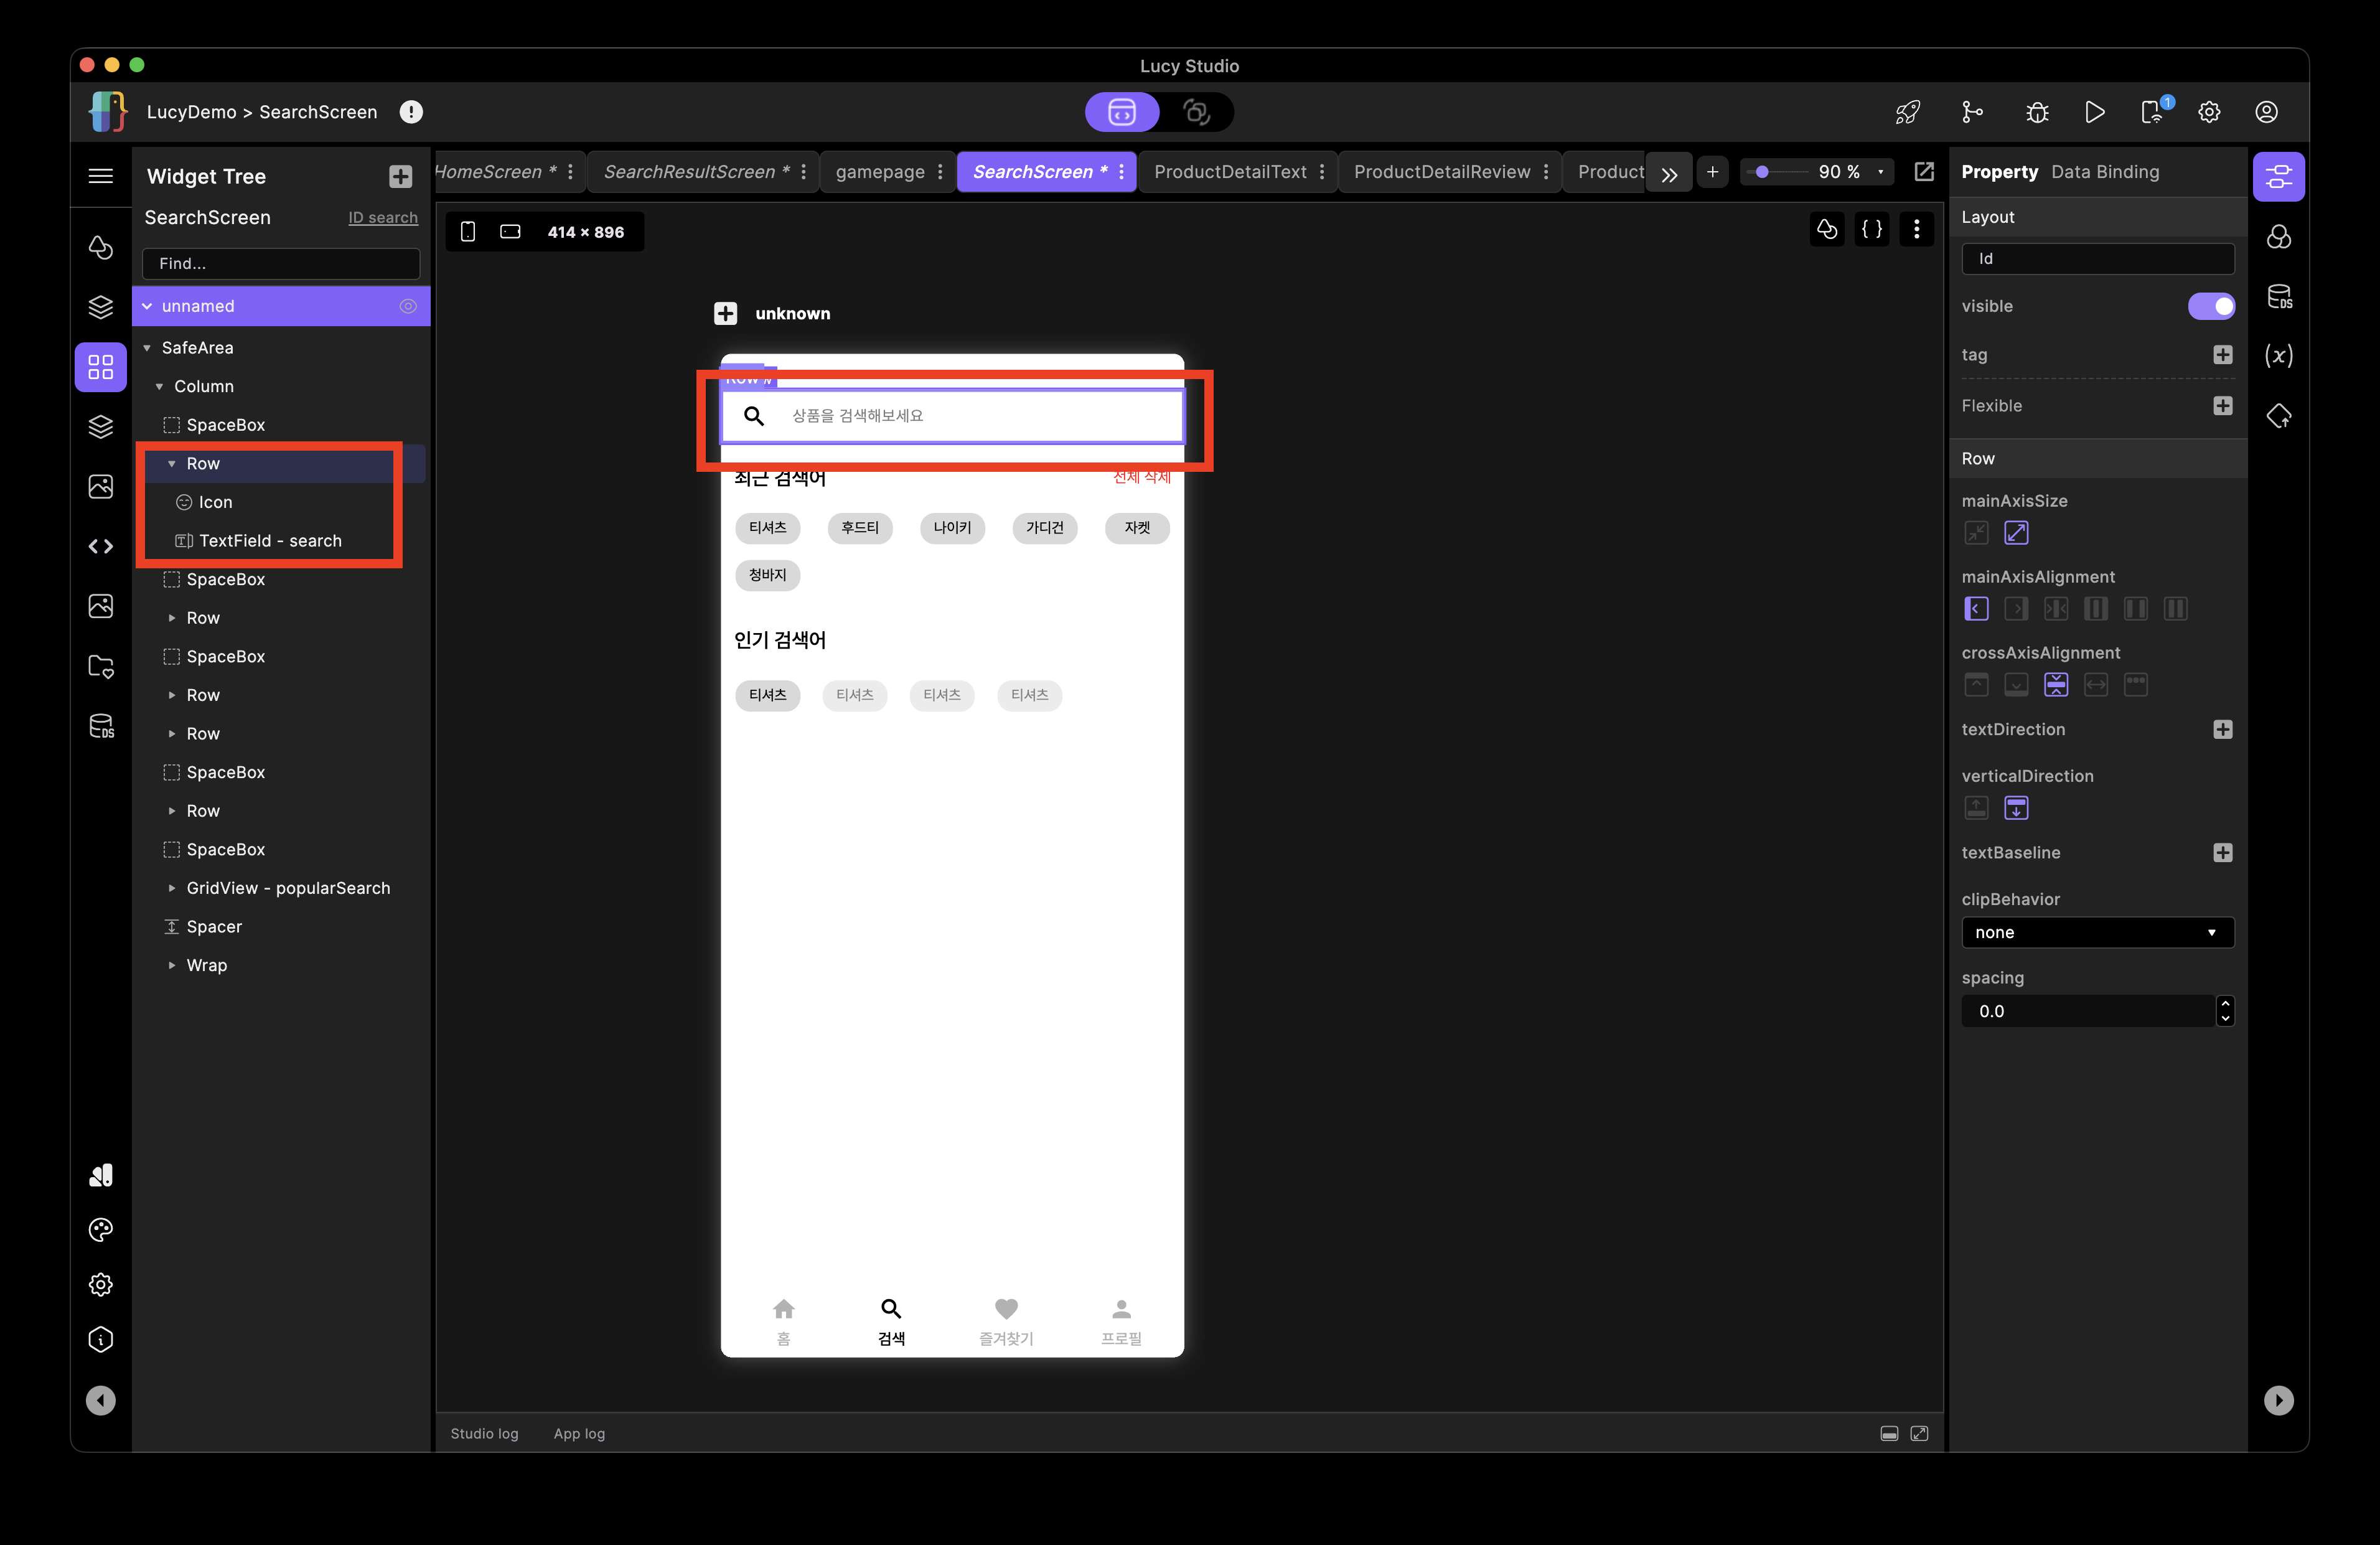 Lucy Studio
LucyDemo > SearchScreen
1
Widget Tree
SearchScreen
ID search
Find...
unnamed
SafeArea
Column
SpaceBox
Row
Icon
TextField - search
SpaceBox
Row
SpaceBox
Row
Row
SpaceBox
Row
SpaceBox
GridView - popularSearch
Spacer
Wrap
DS
HomeScreen *
SearchResultScreen *
gamepage
SearchScreen *
ProductDetailText
ProductDetailReview
Product
90 %
414 × 896
unknown
상품을 검색해보세요
최근 검색어
전체 삭제
티셔츠
후드티
나이키
가디건
자켓
청바지
인기 검색어
티셔츠
티셔츠
티셔츠
티셔츠
홈
검색
즐겨찾기
프로필
Studio log
App log
Property
Data Binding
Layout
Id
visible
tag
Flexible
Row
mainAxisSize
mainAxisAlignment
crossAxisAlignment
textDirection
verticalDirection
textBaseline
clipBehavior
none
spacing
0.0
DS
(x)